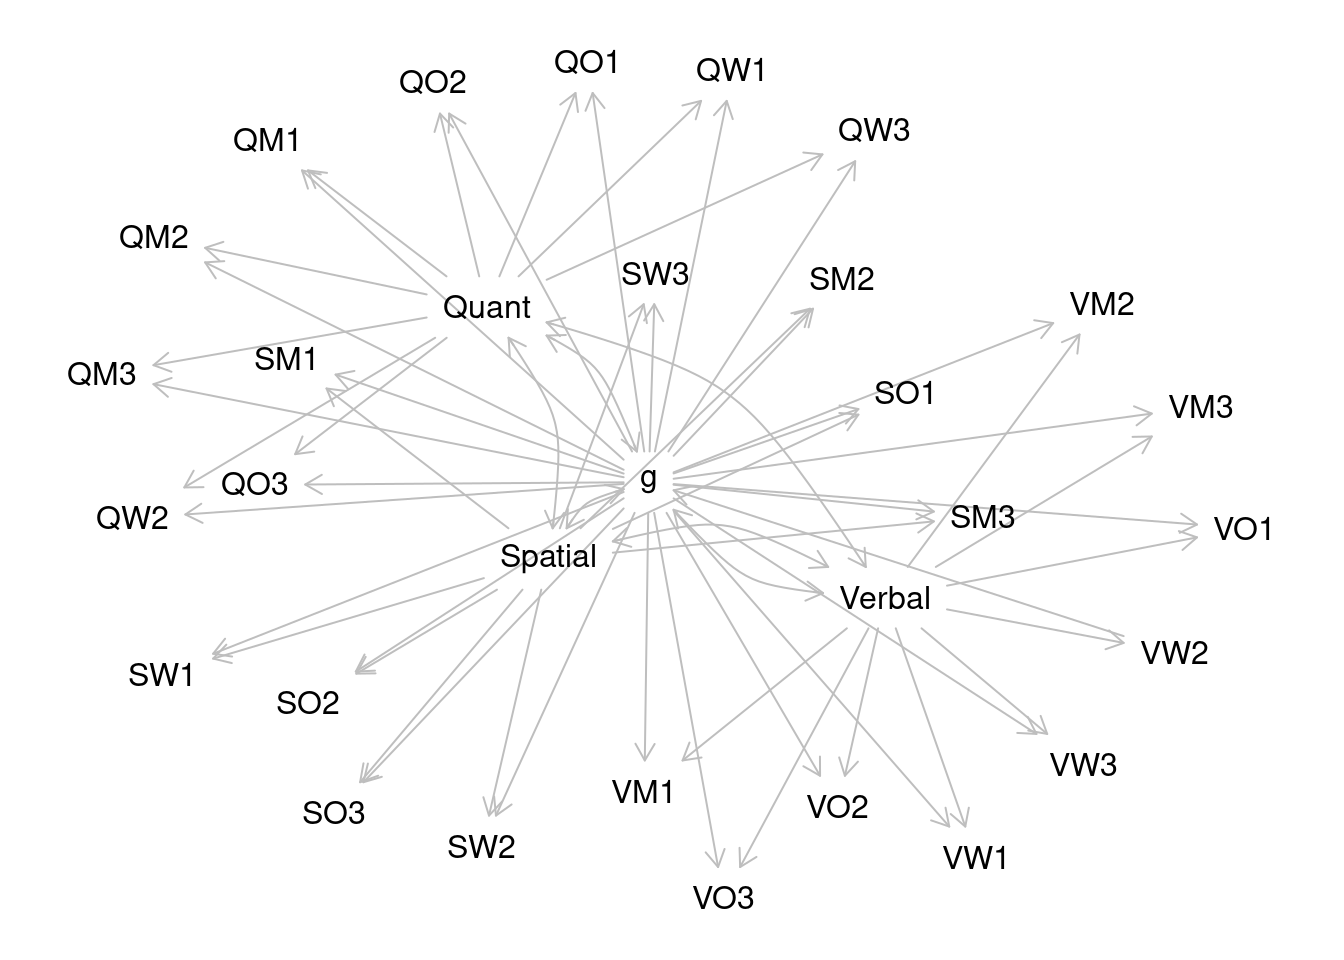 QO1
QW1
QO2
QW3
QM1
QM2
SW3
SM2
Quant
VM2
SM1
QM3
SO1
VM3
g
QO3
QW2
SM3
VO1
Spatial
Verbal
VW2
SW1
SO2
VW3
VM1
VO2
SO3
SW2
VW1
VO3